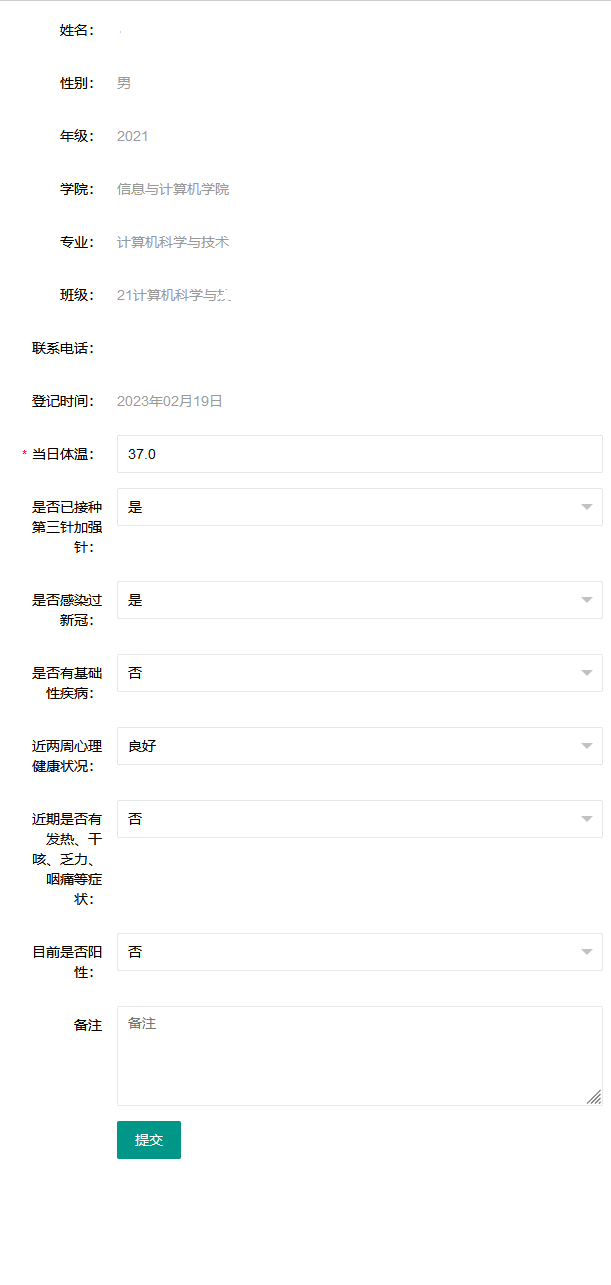 姓名：
性别： 男
年级： 2021
学院： 信息与计算机学院
专业： 计算机科学与技术
班级： 21计算机科学与
联系电话：
登记时间： 2023年02月19日
* 当日体温： 37.0
是否已接种 是
第三针加强
针：
是否感染过 是
新冠：
是否有基础 否
性疾病：
近两周心理 良好
健康状况：
近期是否有 否
发热、干
咳、乏力、
咽痛等症
状：
目前是否阳 否
性：
备注 备注
提交